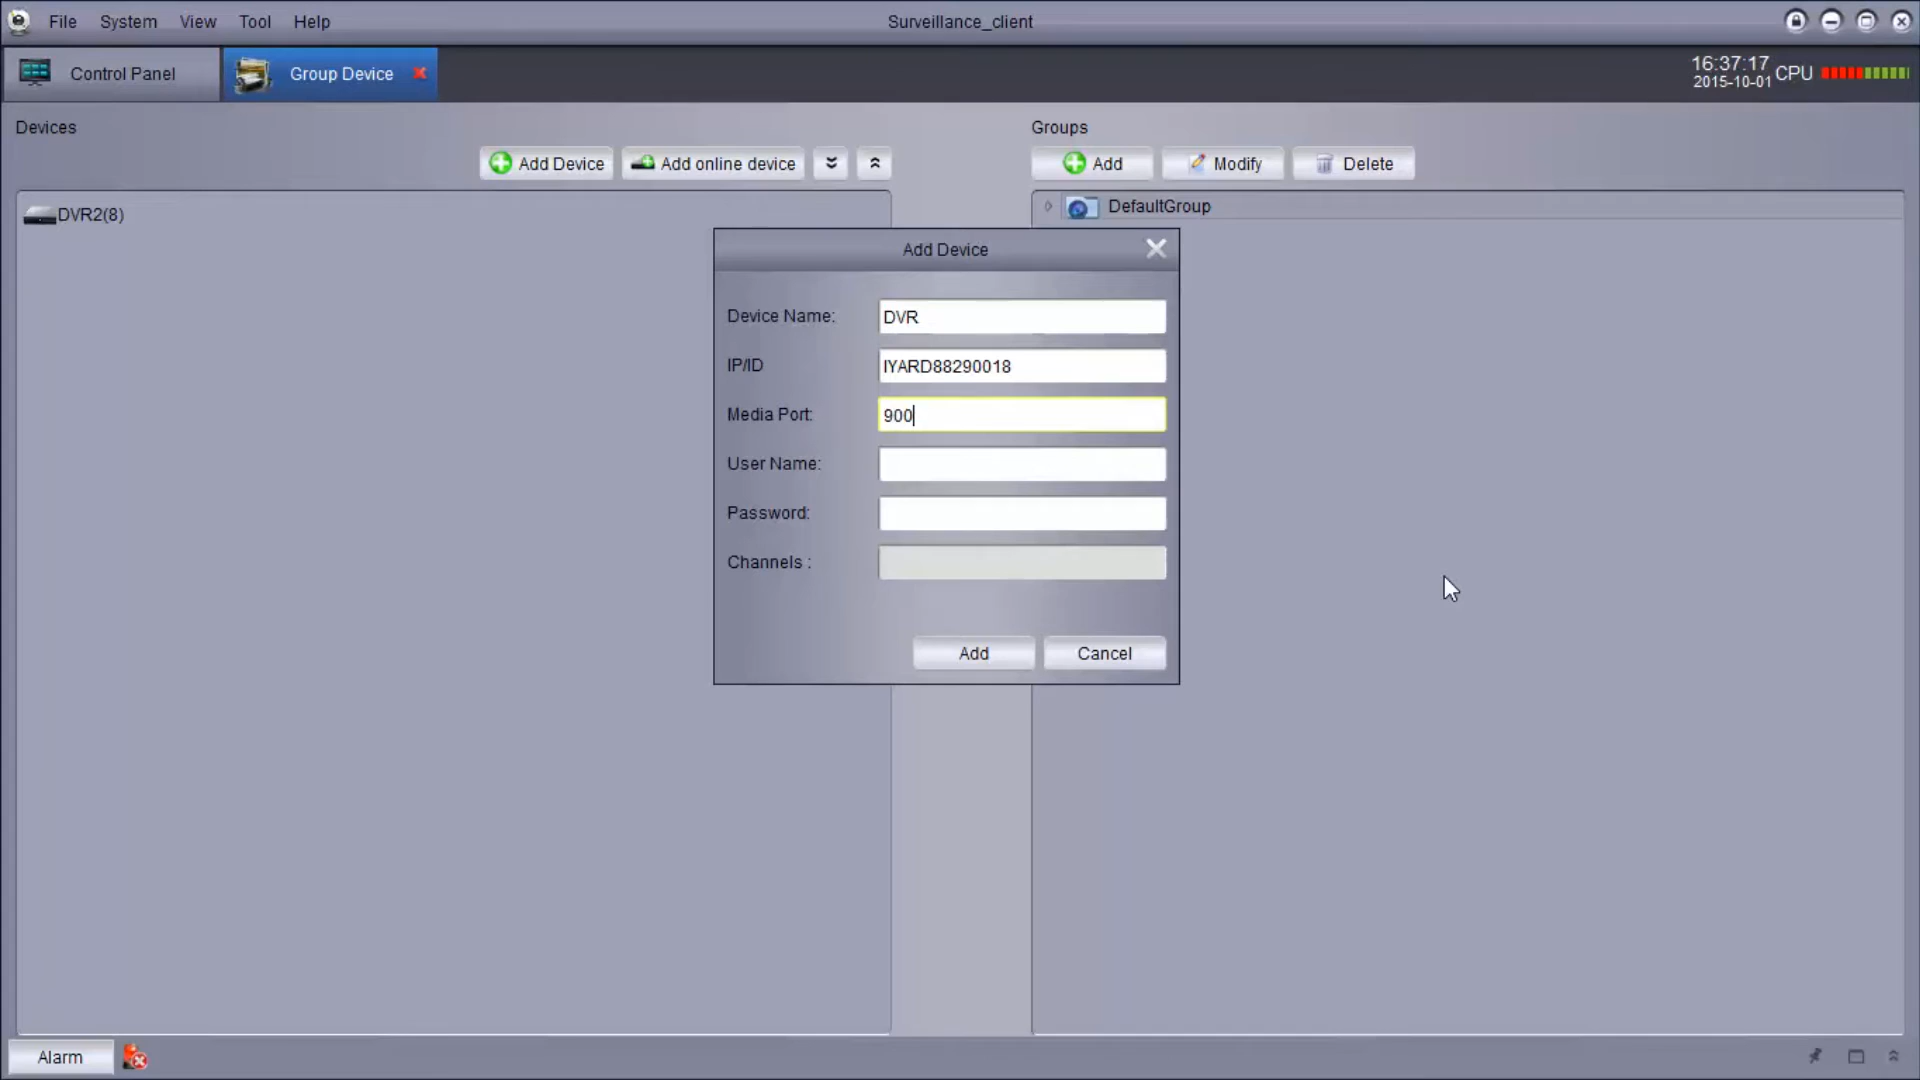 File System View Tool Help Surveillance_client
Control Panel Group Device 16:37:17 CPU
2015-10-01
Devices Groups
Add Device Add online device Add Modify Delete
DVR2(8) DefaultGroup
Add Device
Device Name: DVR
IP/ID IYARD88290018
Media Port: 900
User Name:
Password:
Channels :
Add Cancel
Alarm